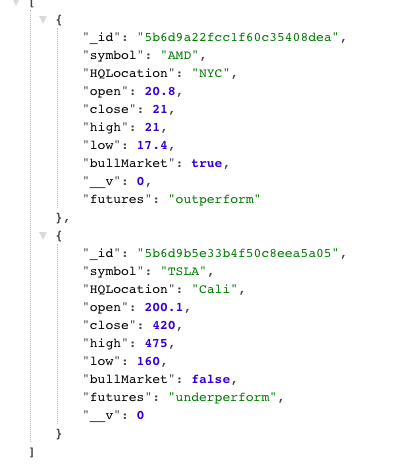 [
{
"_id": "5b6d9a22fcc1f60c35408dea",
"symbol": "AMD",
"HQLocation": "NYC",
"open": 20.8,
"close": 21,
"high": 21,
"low": 17.4,
"bullMarket": true,
"__v": 0,
"futures": "outperform"
},
{
"_id": "5b6d9b5e33b4f50c8eea5a05",
"symbol": "TSLA",
"HQLocation": "Cali",
"open": 200.1,
"close": 420,
"high": 475,
"low": 160,
"bullMarket": false,
"futures": "underperform",
"__v": 0
}
]